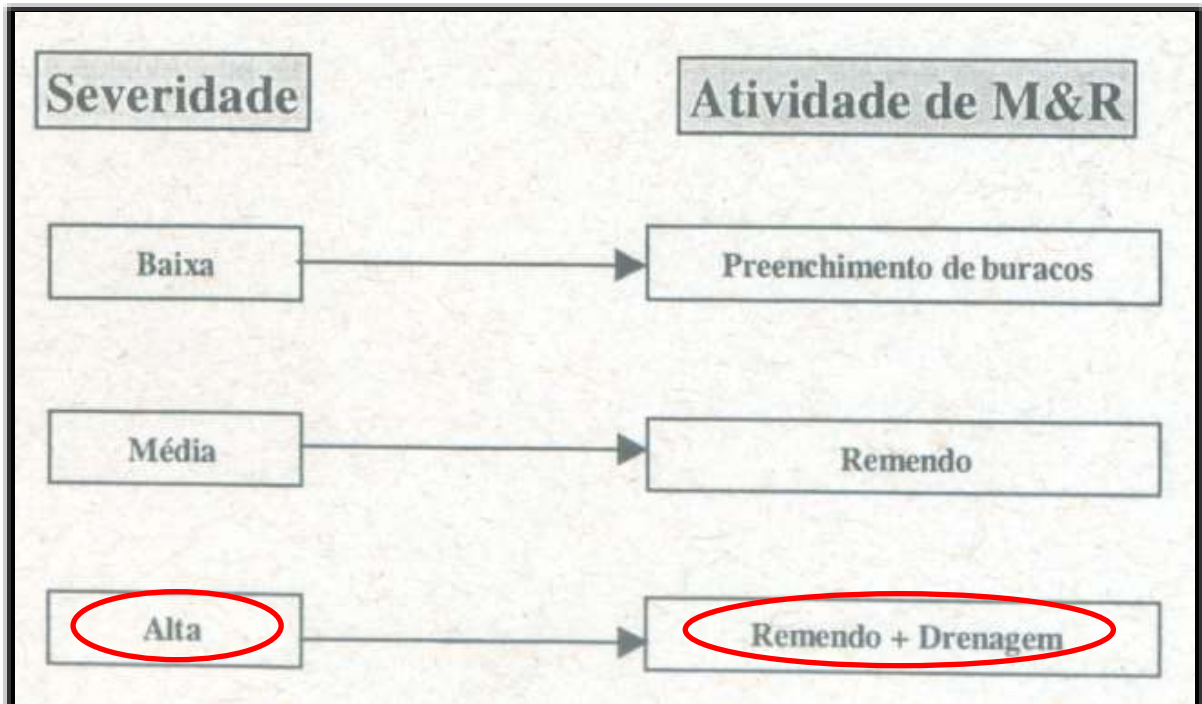 Severidade
Atividade de M&R
Baixa
Preenchimento de buracos
Média
Remendo
Alta
Remendo + Drenagem